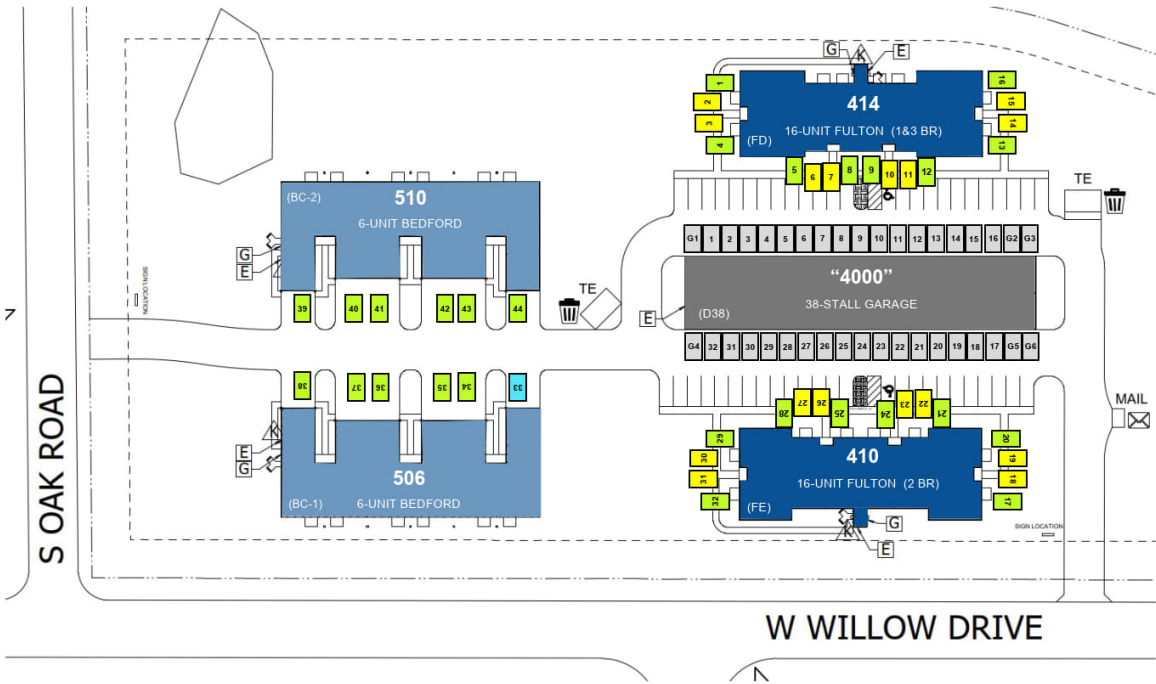 G K E
1 16
2 414 15
3 16-UNIT FULTON (1&3 BR) 14
4 (FD) 13
5 6 7 8 9 10 11 12
TE
(BC-2) 510
6-UNIT BEDFORD
G
E
SIGN LOCATION
39 40 41 42 43 44
TE
G1 1 2 3 4 5 6 7 8 9 10 11 12 13 14 15 16 G2 G3
"4000"
38-STALL GARAGE
E (D38)
G4 32 31 30 29 28 27 26 25 24 23 22 21 20 19 18 17 G5 G6
38 37 36 35 34 33
K
E
G
506
(BC-1) 6-UNIT BEDFORD
28 27 26 25 24 23 22 21
29 20
30 410 19
31 16-UNIT FULTON (2 BR) 18
32 (FE) 17
G
K E
SIGN LOCATION
MAIL
S OAK ROAD
W WILLOW DRIVE